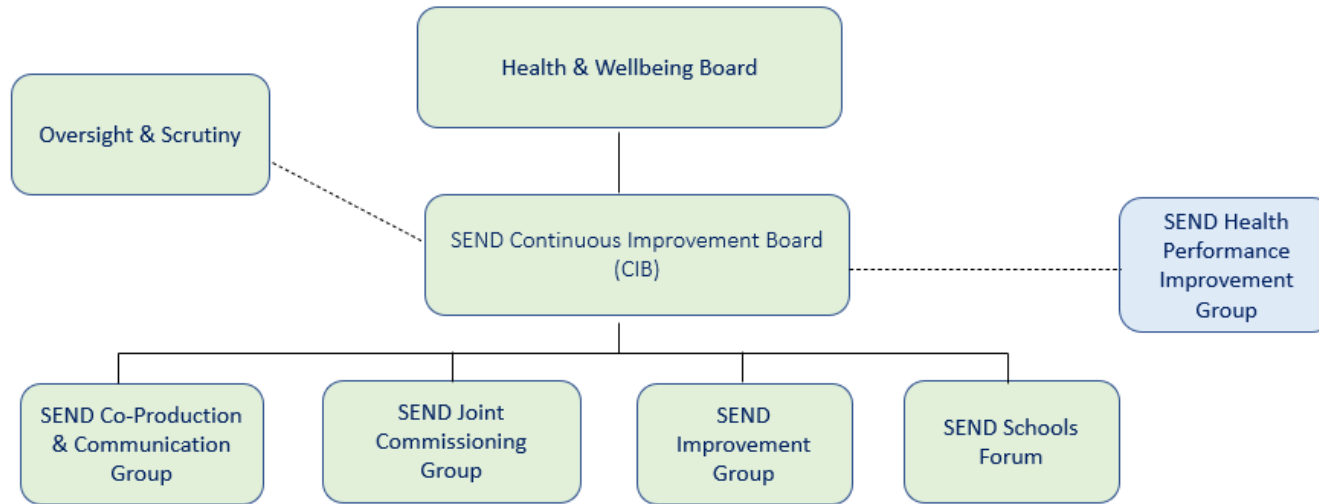 Health & Wellbeing Board
Oversight & Scrutiny
SEND Continuous Improvement Board
(CIB)
SEND Health
Performance
Improvement
Group
SEND Co-Production
& Communication
Group
SEND Joint
Commissioning
Group
SEND
Improvement
Group
SEND Schools
Forum